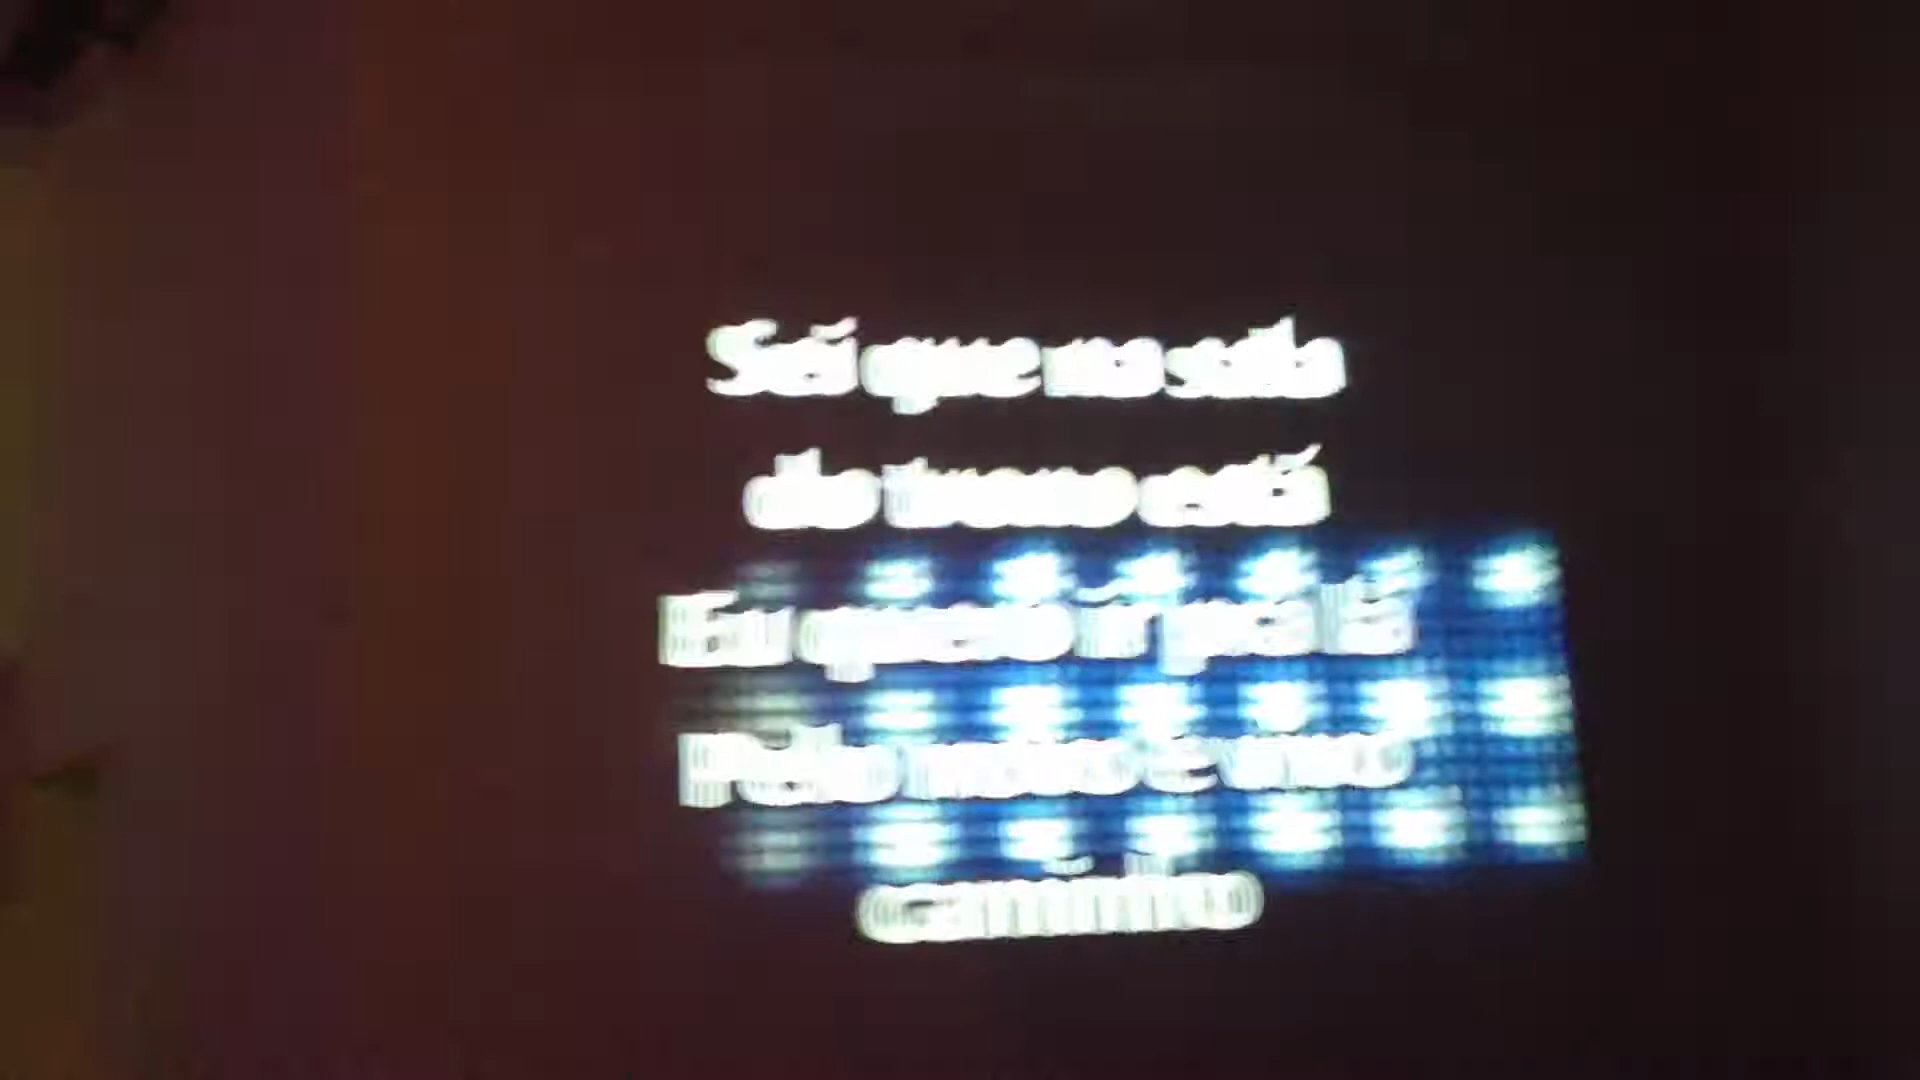 Sei que na sala
do trono está
Eu quero ir pra lá
Pelo novo e vivo
caminho